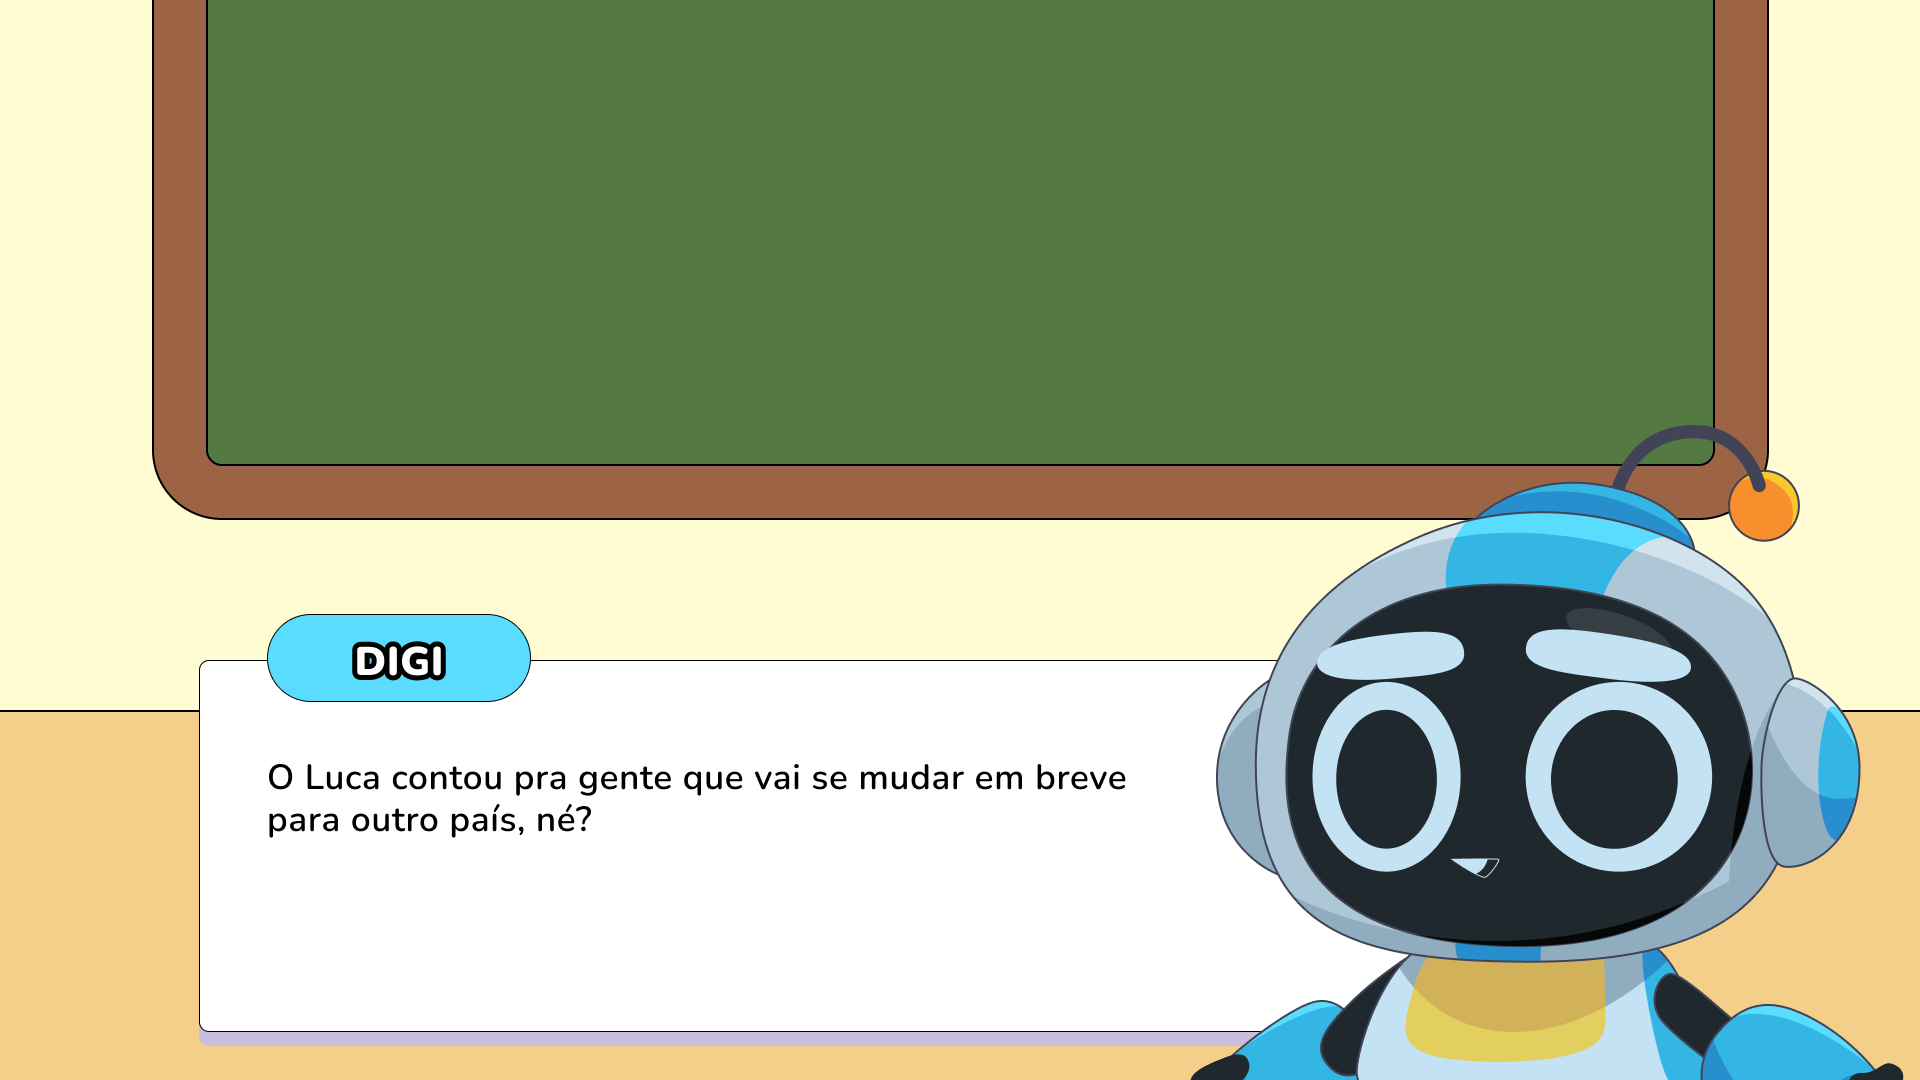 DIGI
O Luca contou pra gente que vai se mudar em breve
para outro país, né?